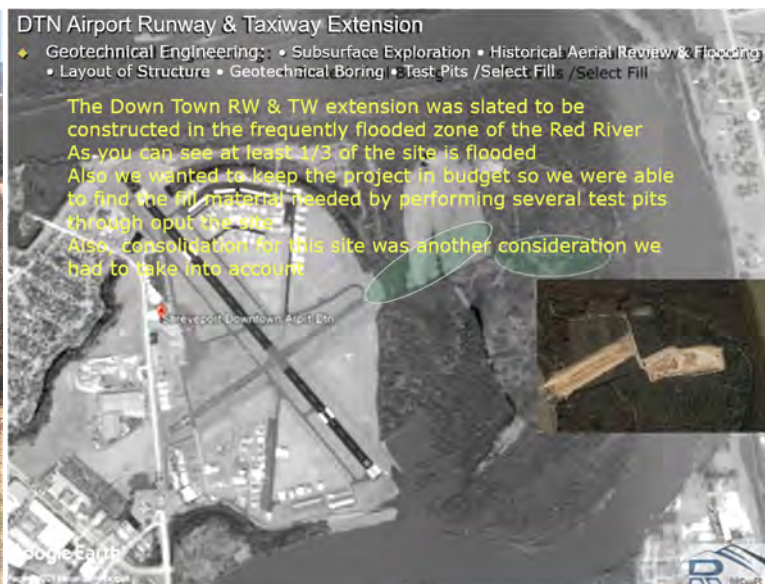 DTN Airport Runway & Taxiway Extension
Geotechnical Engineering: • Subsurface Exploration • Historical Aerial Review & Flooding
• Layout of Structure • Geotechnical Boring • Test Pits /Select Fill
The Down Town RW & TW extension was slated to be
constructed in the frequently flooded zone of the Red River
As you can see at least 1/3 of the site is flooded
Also we wanted to keep the project in budget so we were able
to find the fill material needed by performing several test pits
through oput the site
Also, consolidation for this site was another consideration we
had to take into account
Shreveport Downtown Arpit Dtn
Google Earth